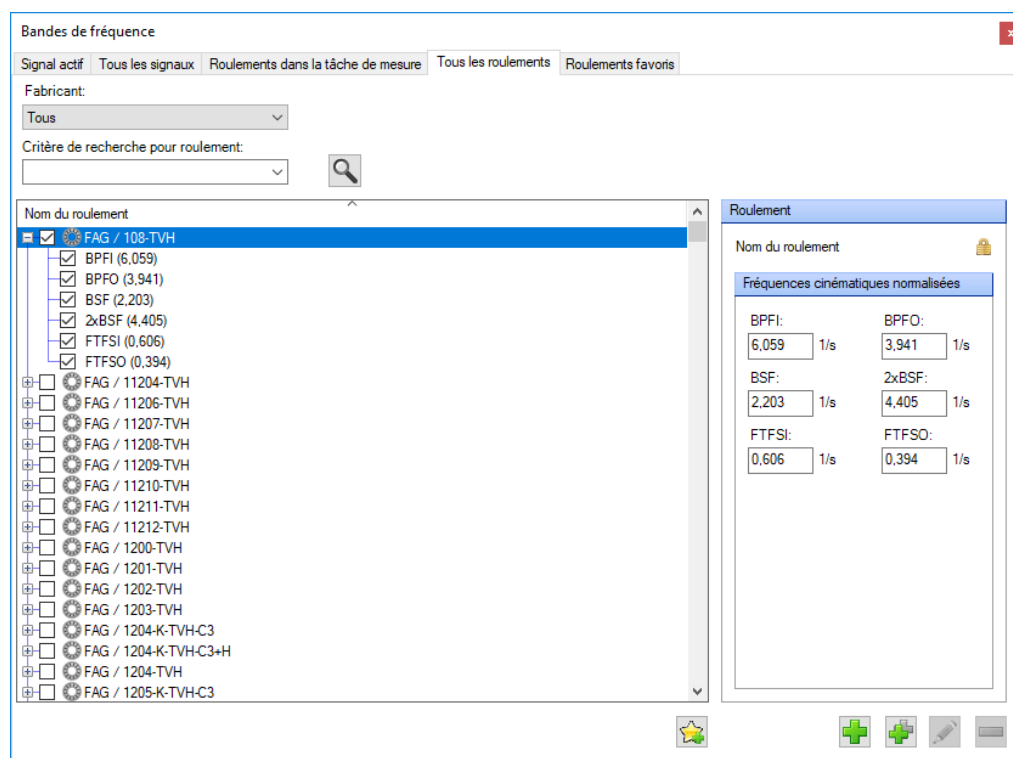 Bandes de fréquence
Signal actif Tous les signaux Roulements dans la tâche de mesure Tous les roulements Roulements favoris
Fabricant:
Tous
Critère de recherche pour roulement:
Nom du roulement
FAG / 108-TVH
BPFI (6,059)
BPFO (3,941)
BSF (2,203)
2xBSF (4,405)
FTFSI (0,606)
FTFSO (0,394)
FAG / 11204-TVH
FAG / 11206-TVH
FAG / 11207-TVH
FAG / 11208-TVH
FAG / 11209-TVH
FAG / 11210-TVH
FAG / 11211-TVH
FAG / 11212-TVH
FAG / 1200-TVH
FAG / 1201-TVH
FAG / 1202-TVH
FAG / 1203-TVH
FAG / 1204-K-TVH-C3
FAG / 1204-K-TVH-C3+H
FAG / 1204-TVH
FAG / 1205-K-TVH-C3
Roulement
Nom du roulement
Fréquences cinématiques normalisées
BPFI: BPFO:
6,059 1/s 3,941 1/s
BSF: 2xBSF:
2,203 1/s 4,405 1/s
FTFSI: FTFSO:
0,606 1/s 0,394 1/s